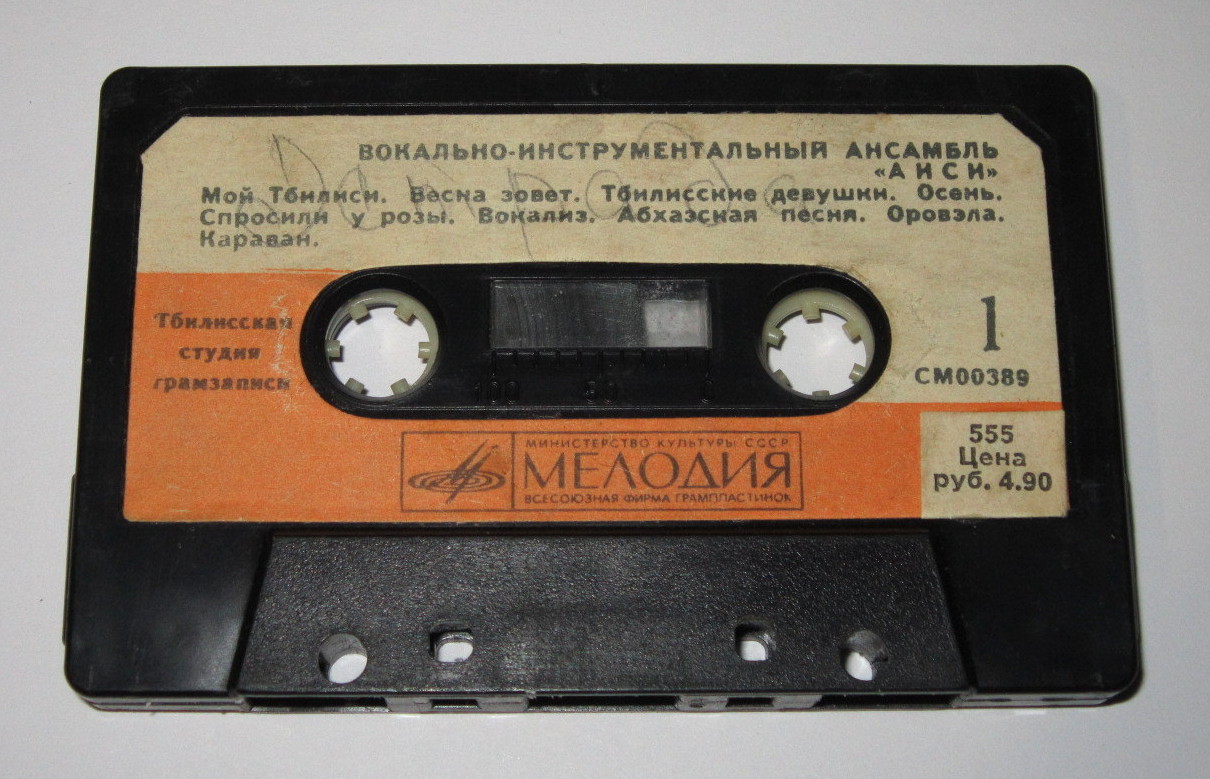 ВОКАЛЬНО-ИНСТРУМЕНТАЛЬНЫЙ АНСАМБЛЬ
«АИСИ»
Мой Тбилиси. Весна зовет. Тбилисские девушки. Осень.
Спросили у розы. Вокализ. Абхазская песня. Оровэла.
Караван.
Тбилисская
студия
грамзаписи
1
СМ00389
100 50 0
МИНИСТЕРСТВО КУЛЬТУРЫ СССР
МЕЛОДИЯ
ВСЕСОЮЗНАЯ ФИРМА ГРАМПЛАСТИНОК
555
Цена
руб. 4.90